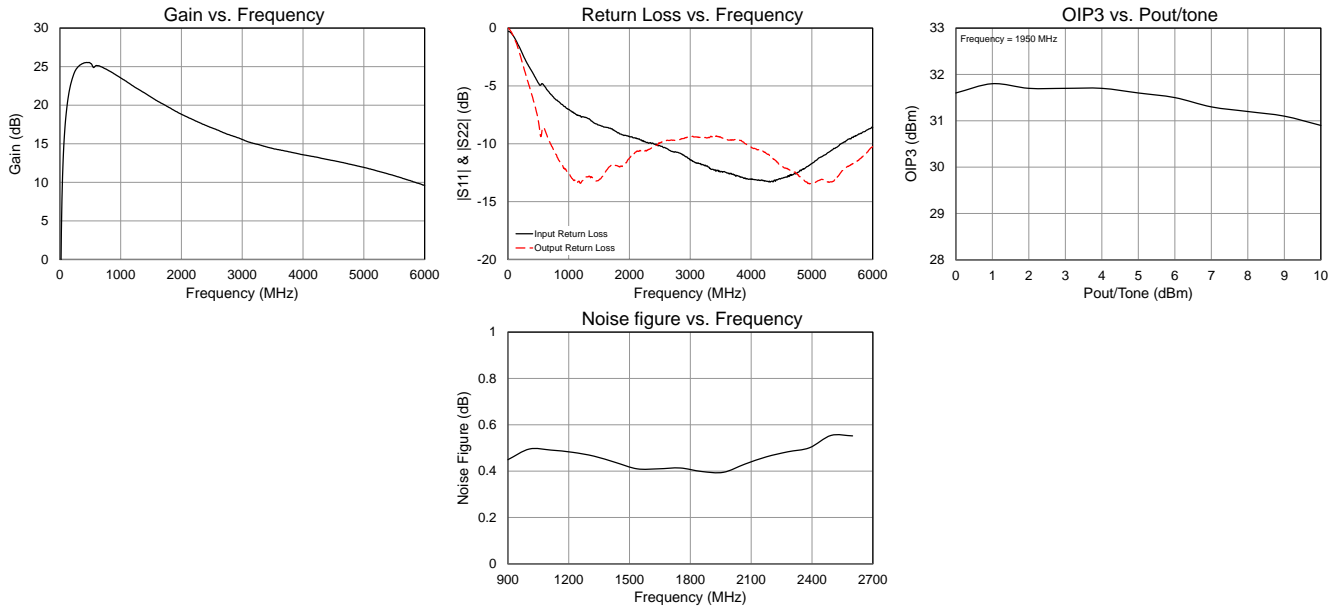 Gain vs. Frequency
30
25
20
15
10
5
0
Gain (dB)
0 1000 2000 3000 4000 5000 6000
Frequency (MHz)
Return Loss vs. Frequency
0
-5
-10
-15
-20
|S11| & |S22| (dB)
Input Return Loss
Output Return Loss
0 1000 2000 3000 4000 5000 6000
Frequency (MHz)
OIP3 vs. Pout/tone
Frequency = 1950 MHz
33
32
31
30
29
28
OIP3 (dBm)
0 1 2 3 4 5 6 7 8 9 10
Pout/Tone (dBm)
Noise figure vs. Frequency
1
0.8
0.6
0.4
0.2
0
Noise Figure (dB)
900 1200 1500 1800 2100 2400 2700
Frequency (MHz)